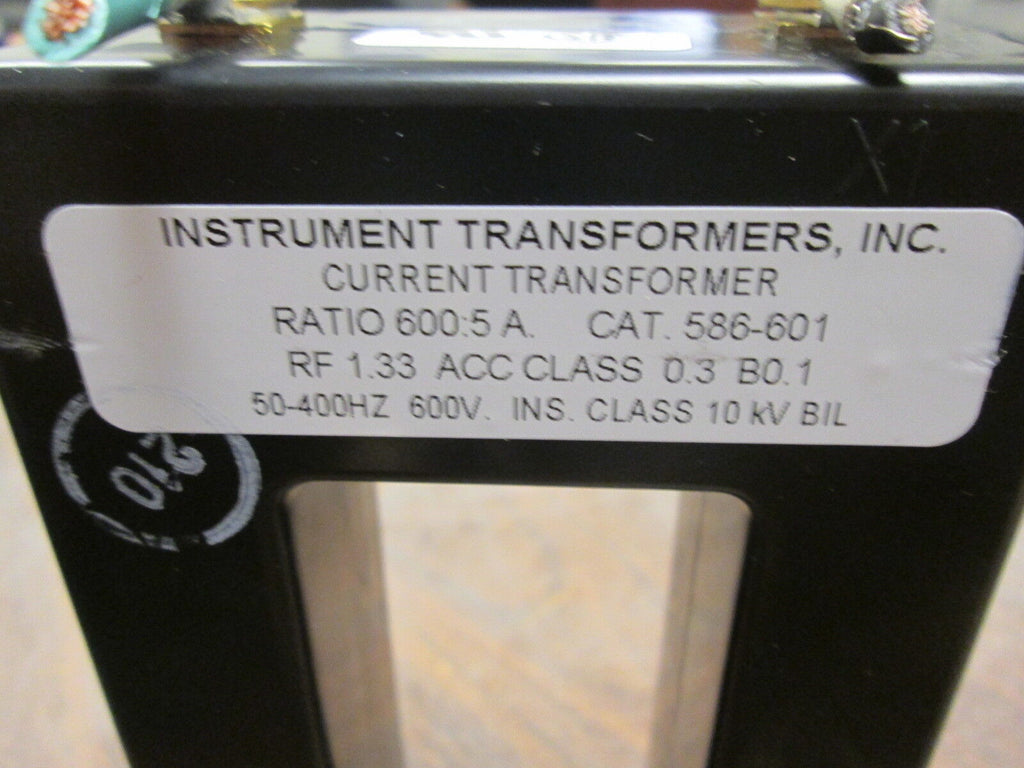 INSTRUMENT TRANSFORMERS, INC.
CURRENT TRANSFORMER
RATIO 600:5 A. CAT. 586-601
RF 1.33 ACC CLASS 0.3 B0.1
50-400HZ 600V. INS. CLASS 10 kV BIL
210